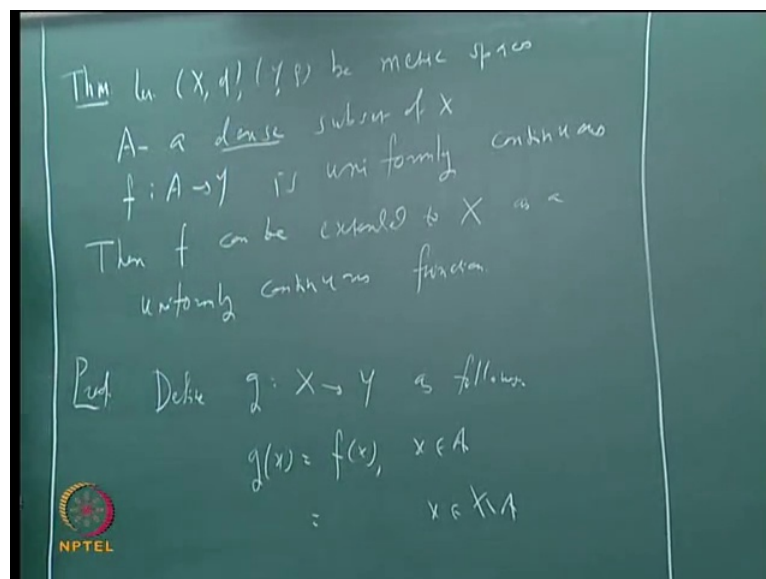 Thm Let (X, d), (Y, ρ) be metric spaces
A - a dense subset of X
f : A → Y is uniformly continuous
Then f can be extended to X as a
uniformly continuous function.
Proof Define g : X → Y as follows
g(x) = f(x), x ∈ A
= x ∈ X \ A
NPTEL